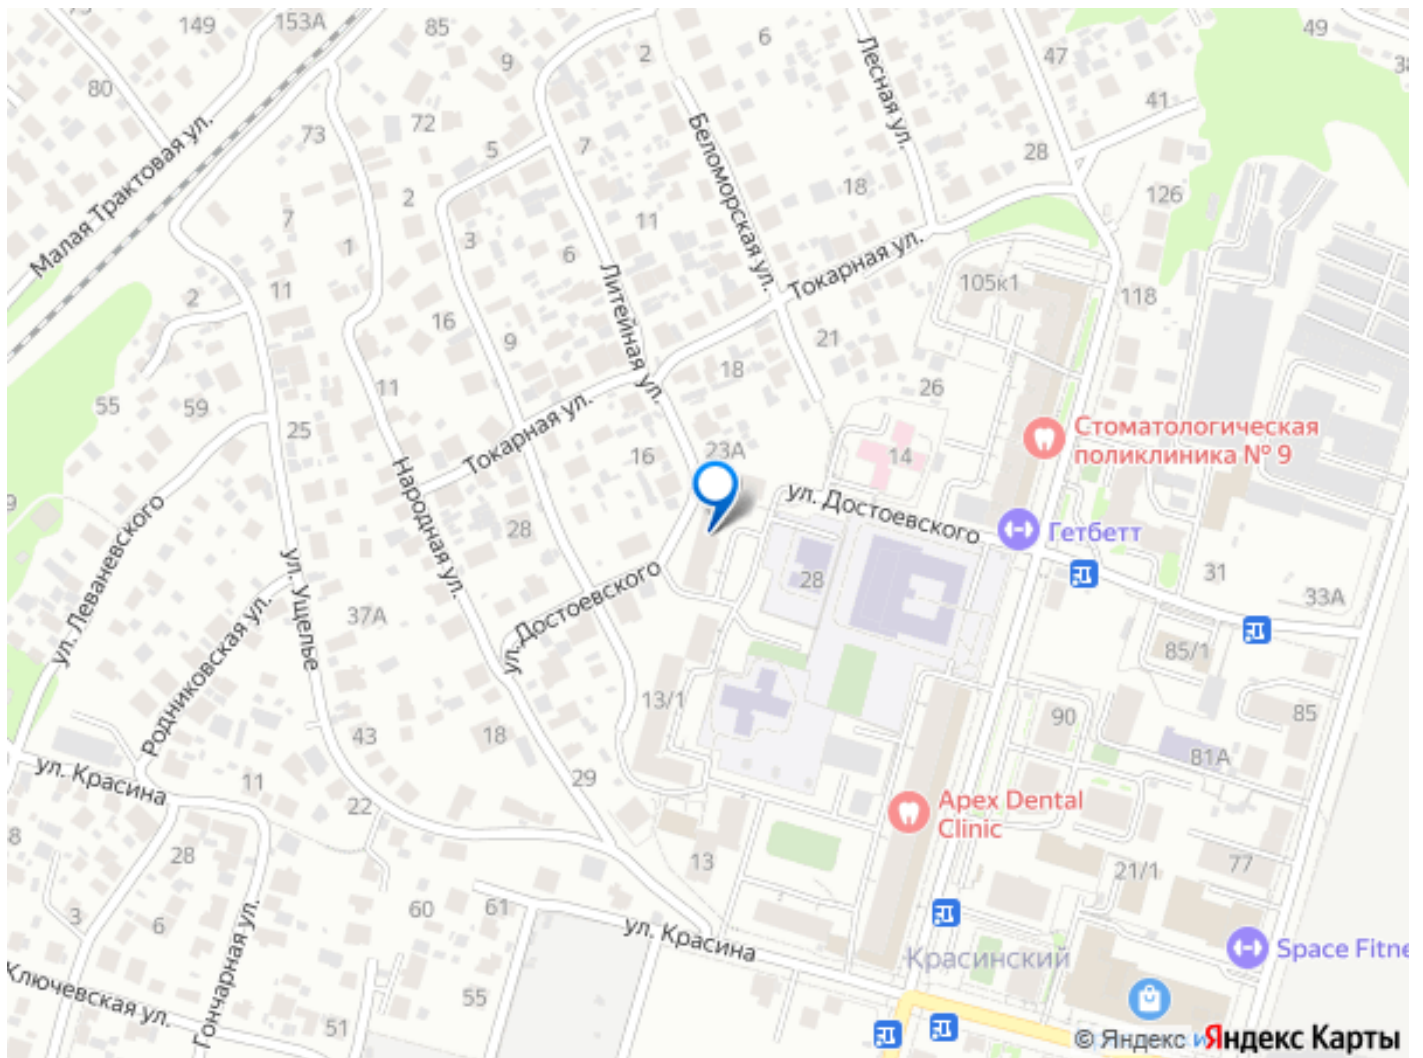 149
153А
85
9
2
6
Лесная ул.
47
49
80
73
72
5
7
Беломорская ул.
28
41
Малая Трактовая ул.
7
1
2
3
11
6
18
126
2
11
16
9
Литейная ул.
Токарная ул.
105к1
118
21
55
59
25
11
18
26
Токарная ул.
23А
16
14
Стоматологическая
поликлиника № 9
ул. Леваневского
Народная ул.
28
ул. Достоевского
Гетбетт
ул. Ущелье
37А
ул. Достоевского
28
31
33А
Родниковская ул.
13/1
85/1
90
85
43
18
29
81А
ул. Красина
11
22
Apex Dental
Clinic
28
13
21/1
77
3
6
60
61
ул. Красина
Красинский
Space Fitne
Гончарная ул.
Ключевская ул.
55
51
© Яндекс
Яндекс Карты